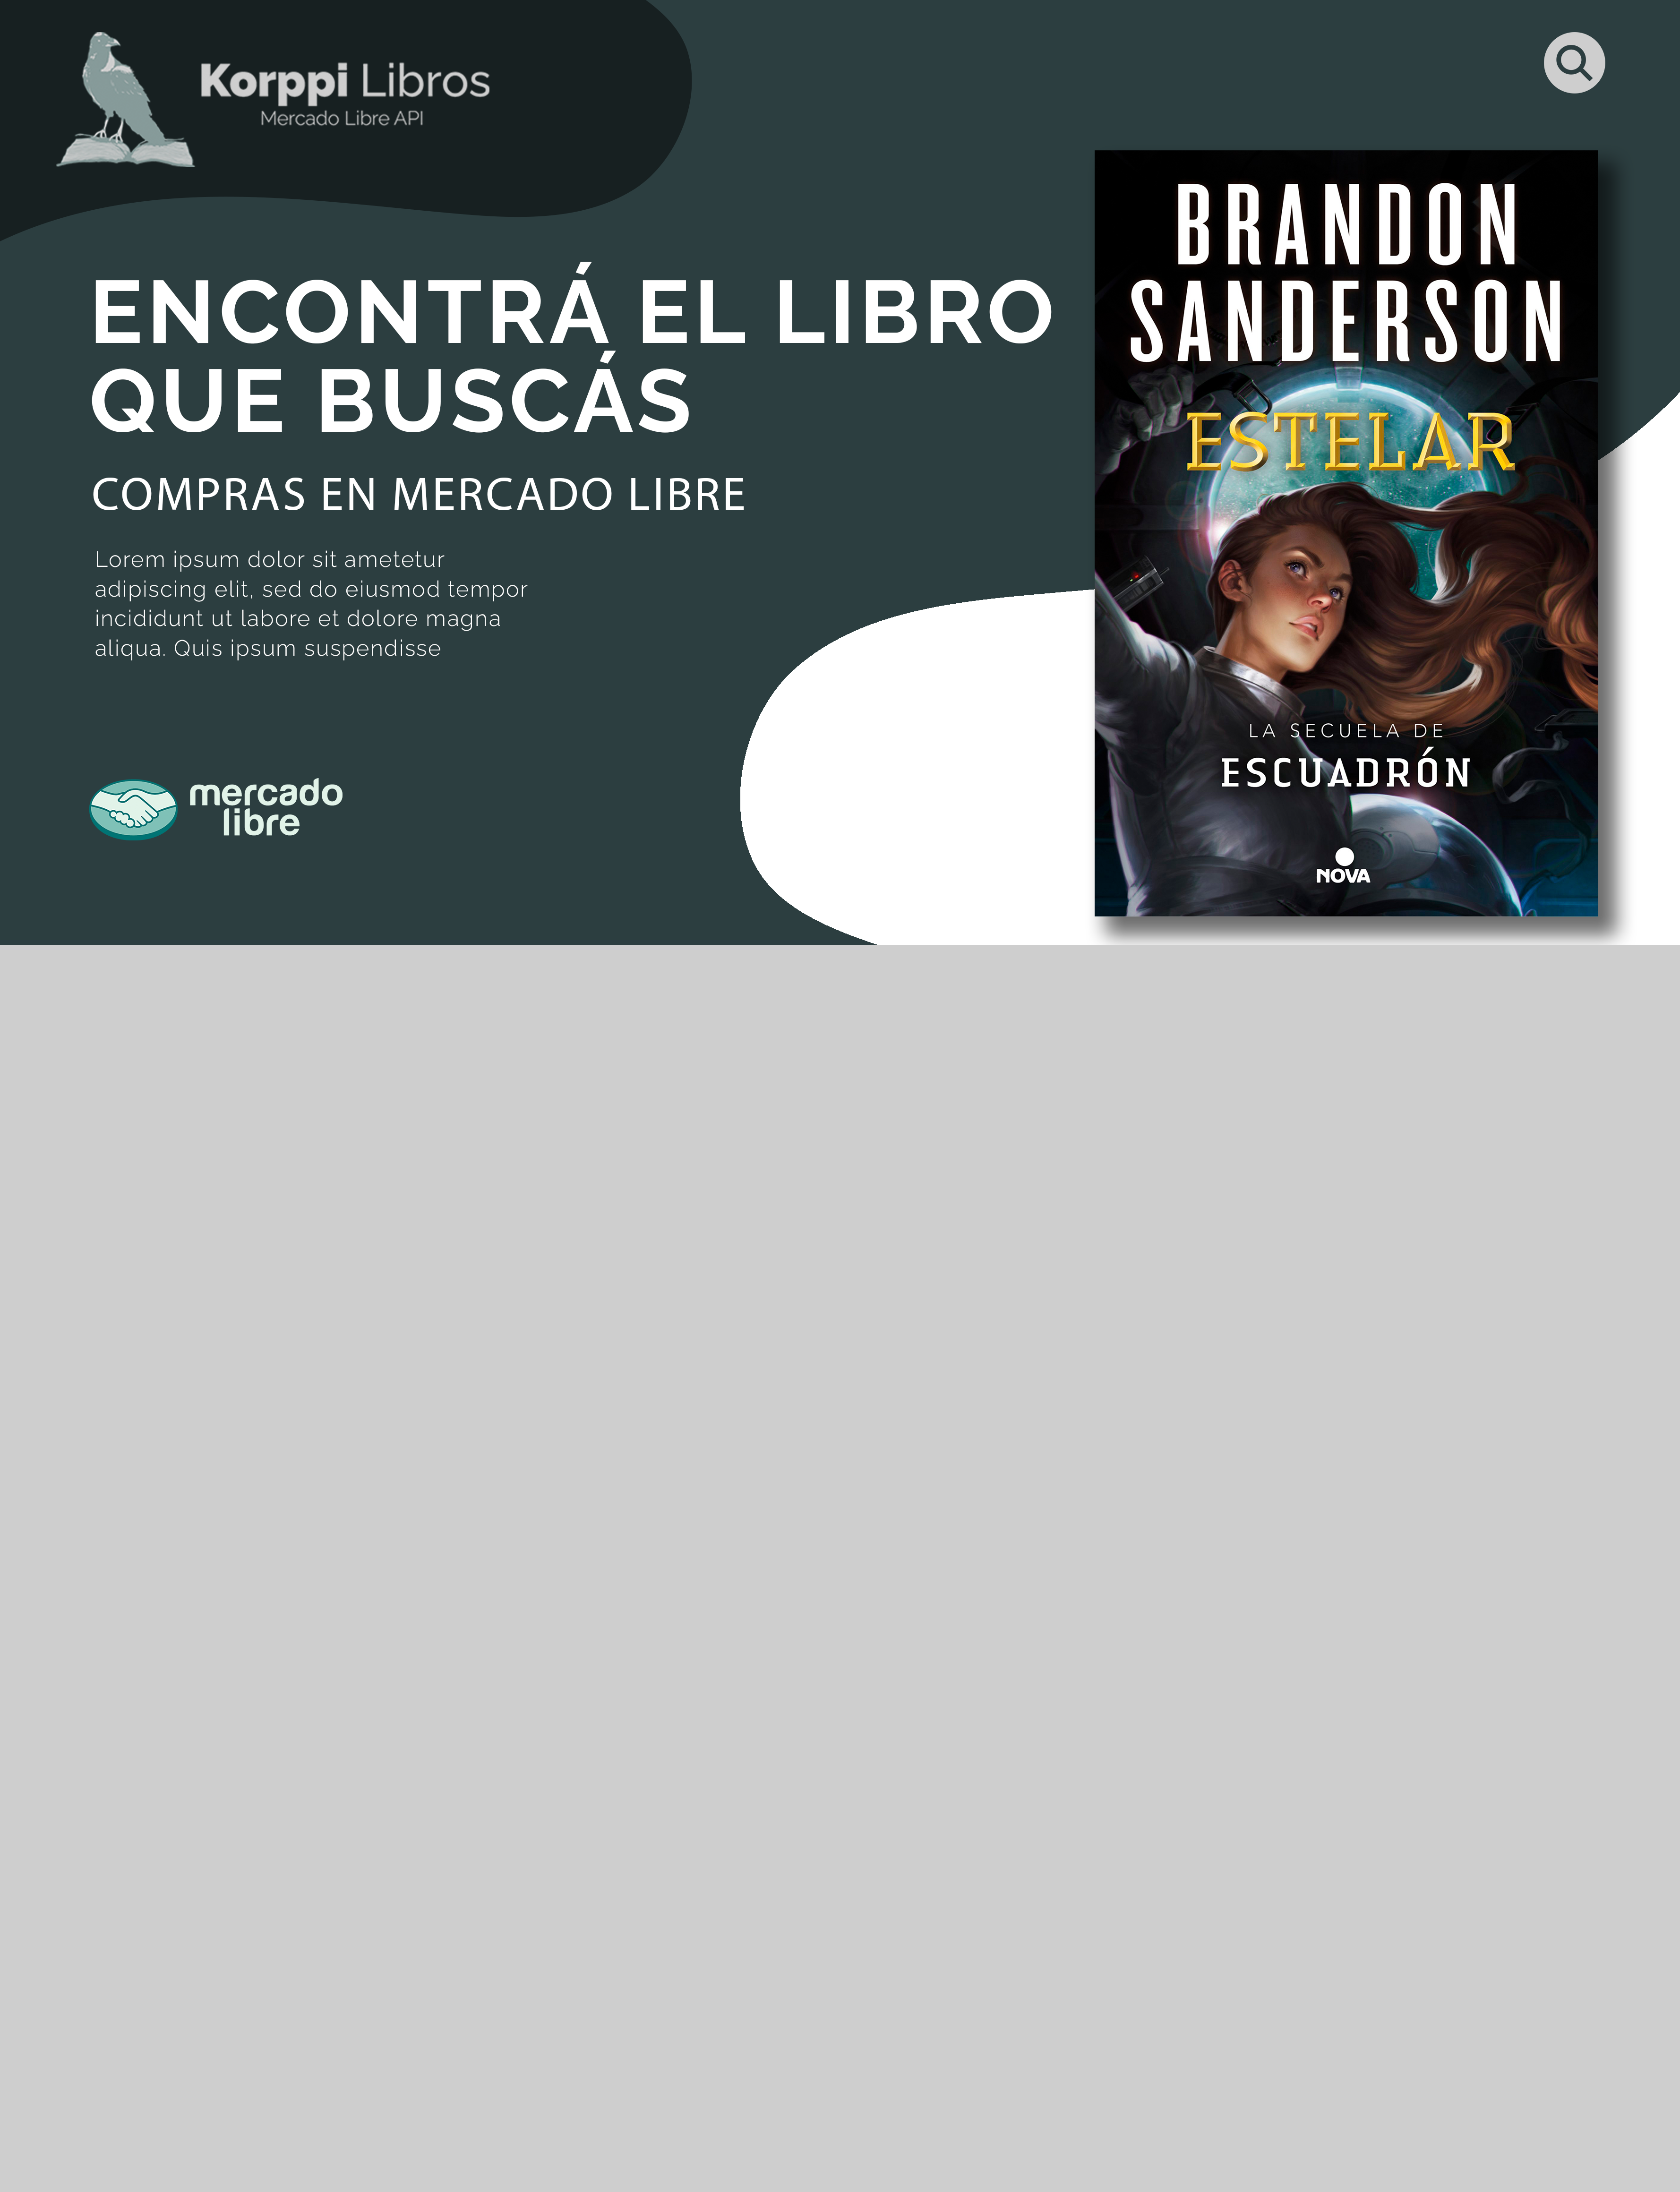 Korppi Libros
Mercado Libre API
ENCONTRÁ EL LIBRO
QUE BUSCÁS
COMPRAS EN MERCADO LIBRE
Lorem ipsum dolor sit ametetur
adipiscing elit, sed do eiusmod tempor
incididunt ut labore et dolore magna
aliqua. Quis ipsum suspendisse
mercado
libre
BRANDON
SANDERSON
ESTELAR
LA SECUELA DE
ESCUADRÓN
NOVA